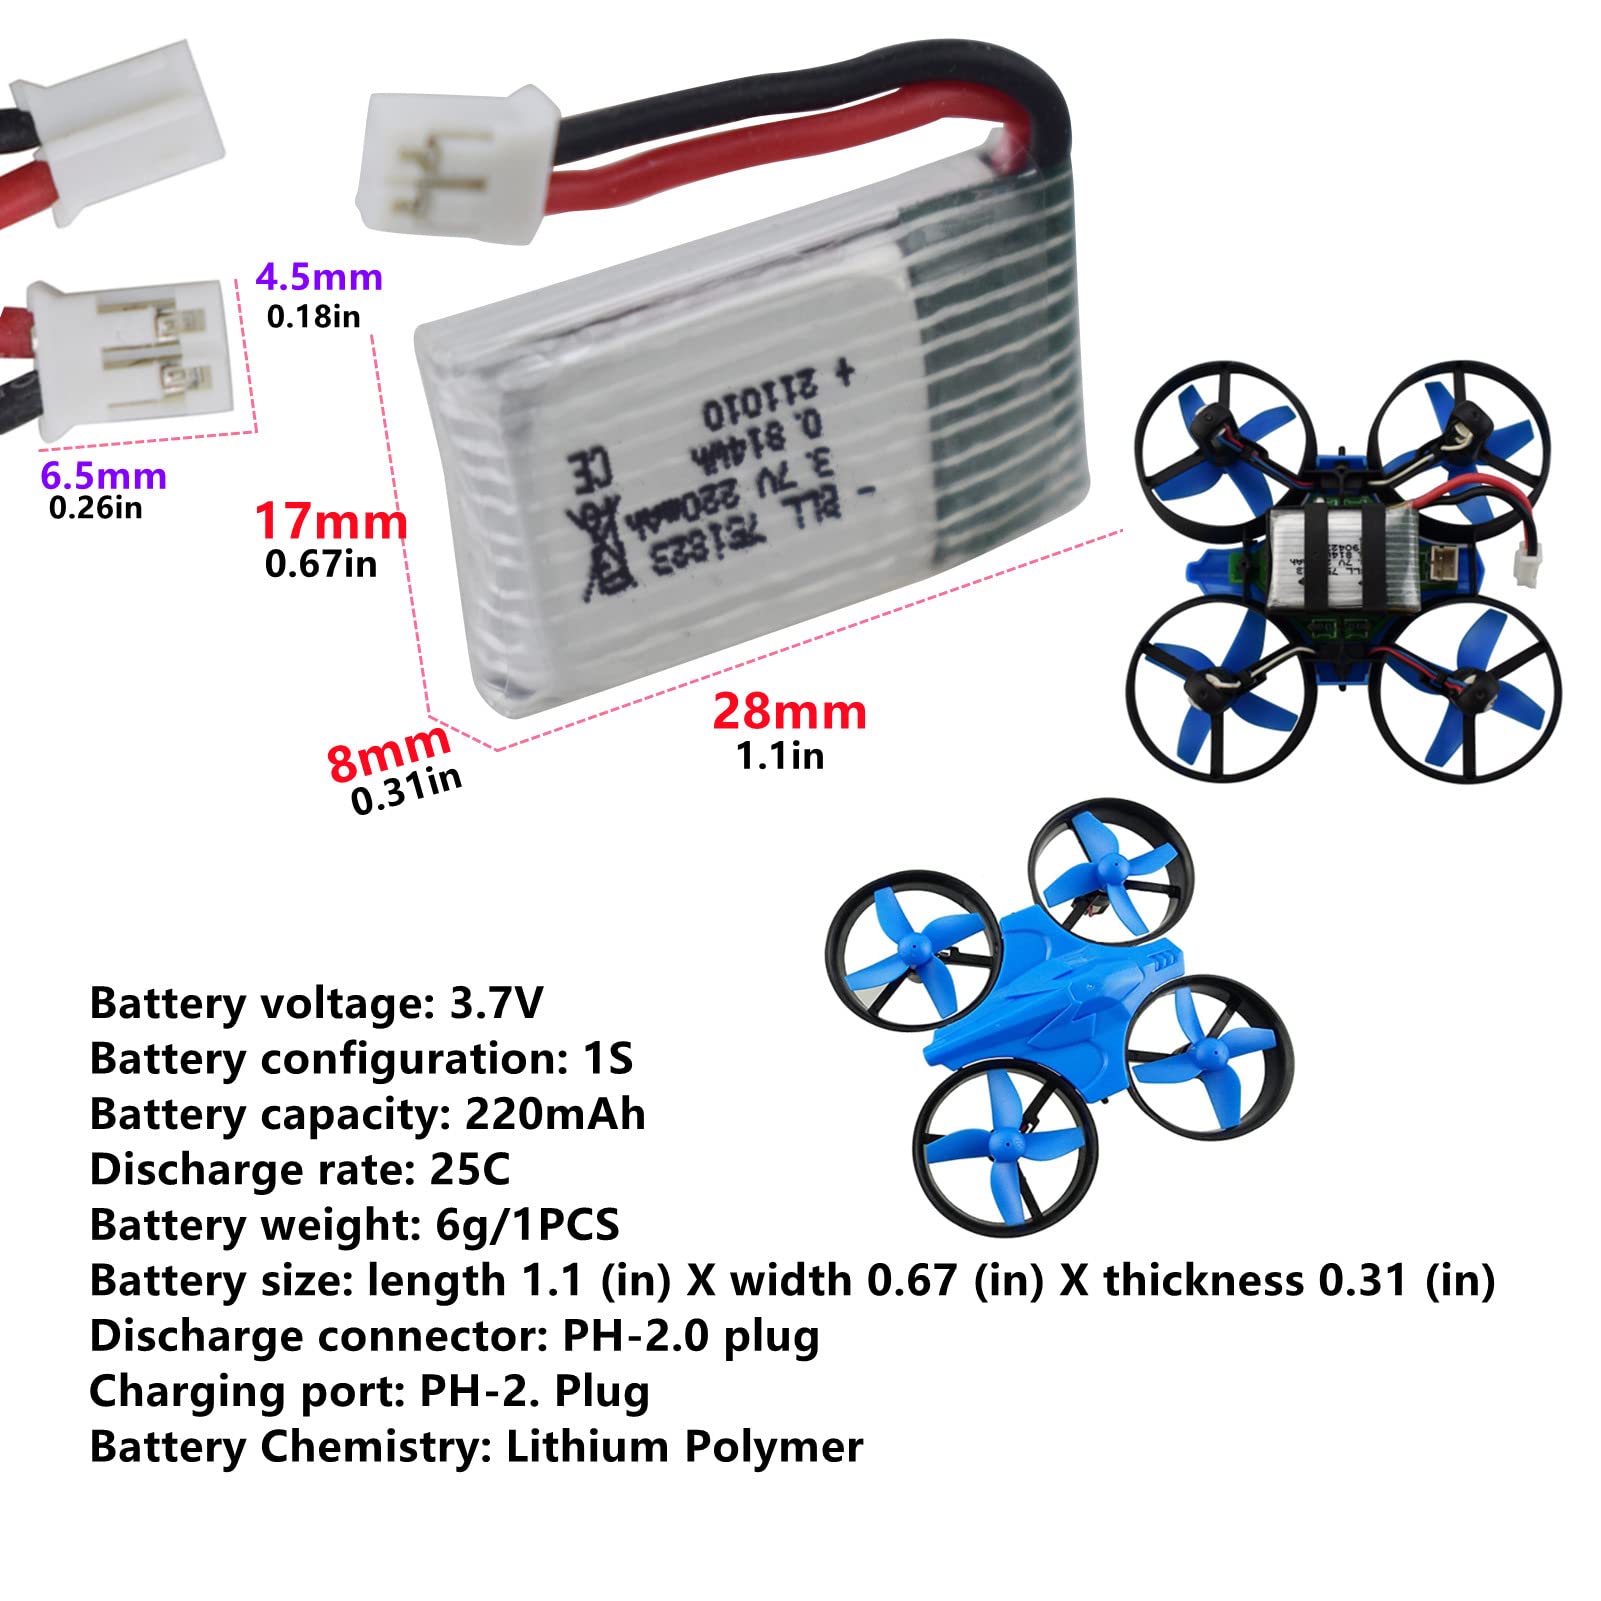 4.5mm
0.18in
6.5mm
0.26in
17mm
0.67in
8mm
0.31in
28mm
1.1in
-
BLL 751823
3.7V 220mAh
0.814Wh
+ 211010
CE
Battery voltage: 3.7V
Battery configuration: 1S
Battery capacity: 220mAh
Discharge rate: 25C
Battery weight: 6g/1PCS
Battery size: length 1.1 (in) X width 0.67 (in) X thickness 0.31 (in)
Discharge connector: PH-2.0 plug
Charging port: PH-2. Plug
Battery Chemistry: Lithium Polymer